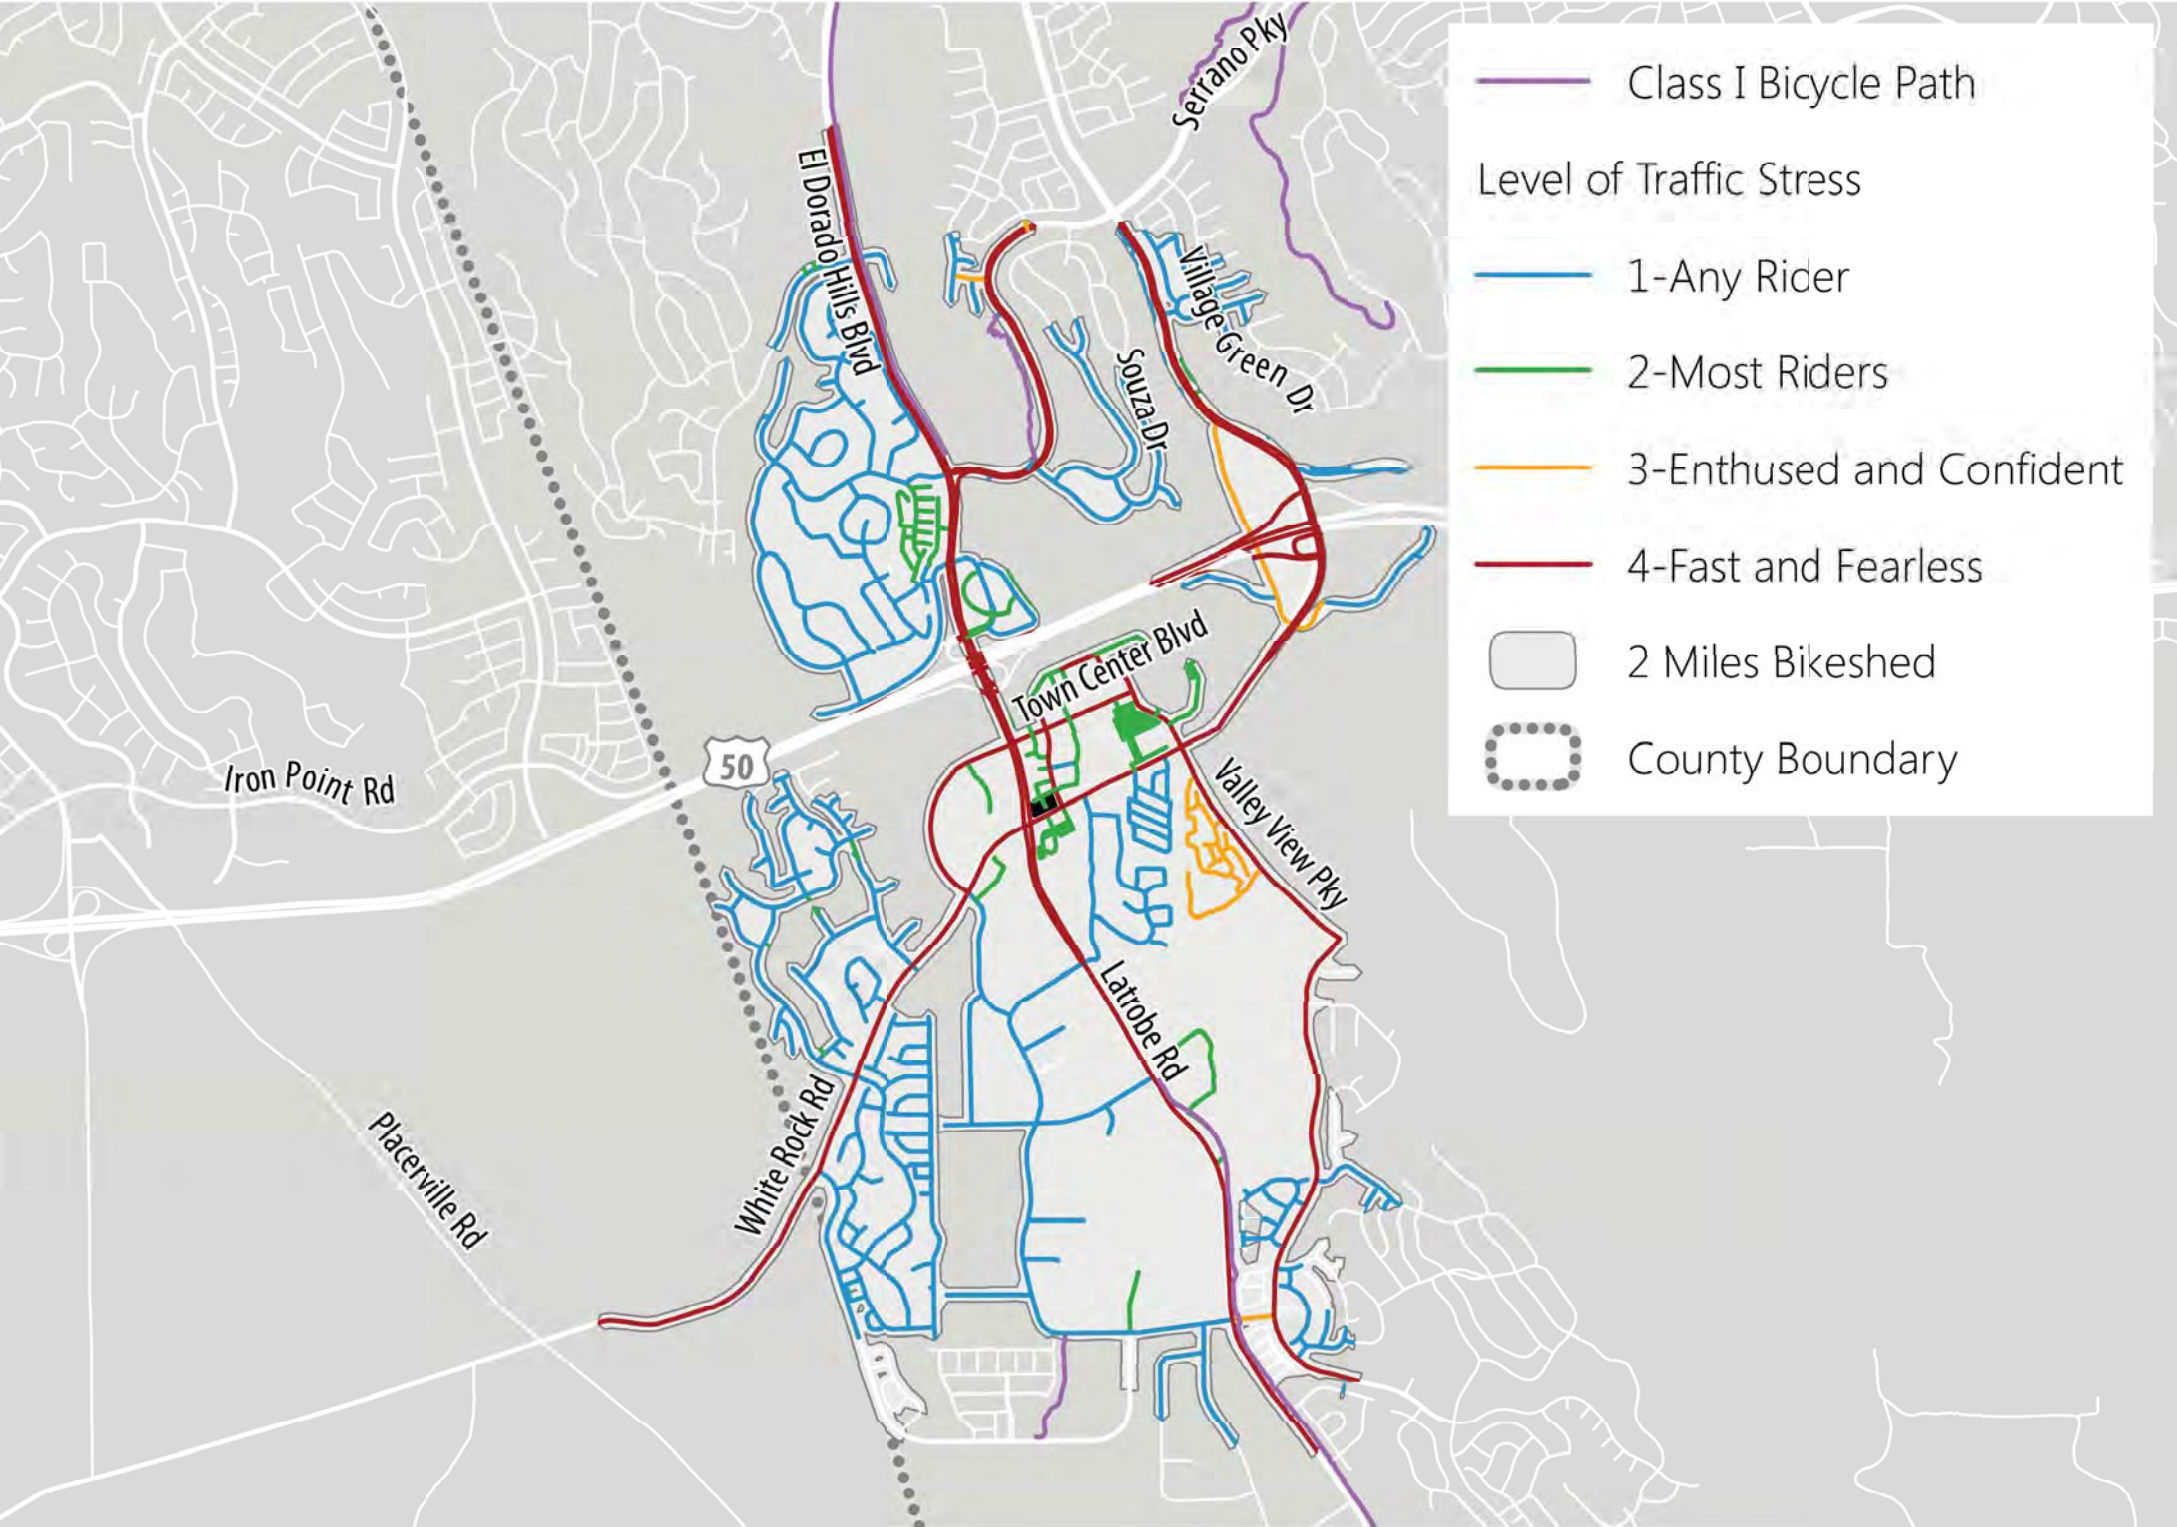 Serrano Pky
El Dorado Hills Blvd
Village Green Dr
Souza Dr
Town Center Blvd
50
Iron Point Rd
Valley View Pky
Latrobe Rd
White Rock Rd
Placerville Rd
Class I Bicycle Path
Level of Traffic Stress
1-Any Rider
2-Most Riders
3-Enthused and Confident
4-Fast and Fearless
2 Miles Bikeshed
County Boundary